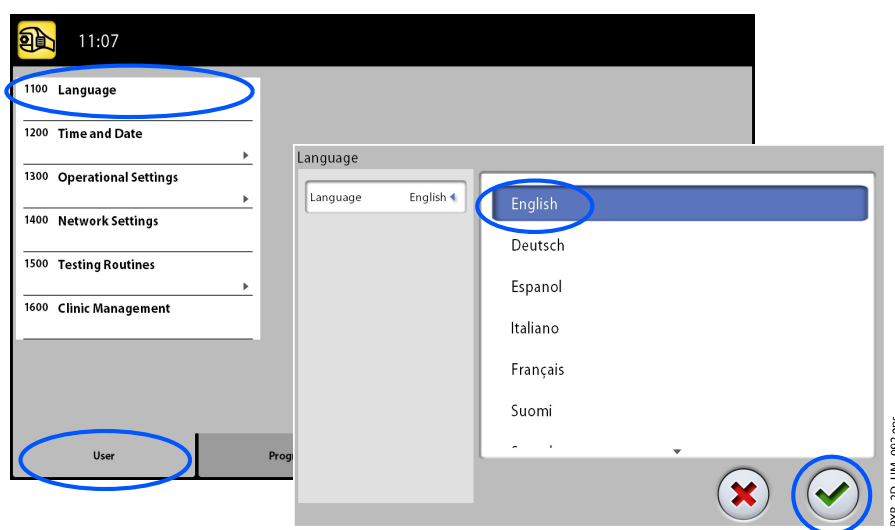 11:07
1100 Language
1200 Time and Date
1300 Operational Settings
1400 Network Settings
1500 Testing Routines
1600 Clinic Management
User
Language
Language English
English
Deutsch
Espanol
Italiano
Français
Suomi